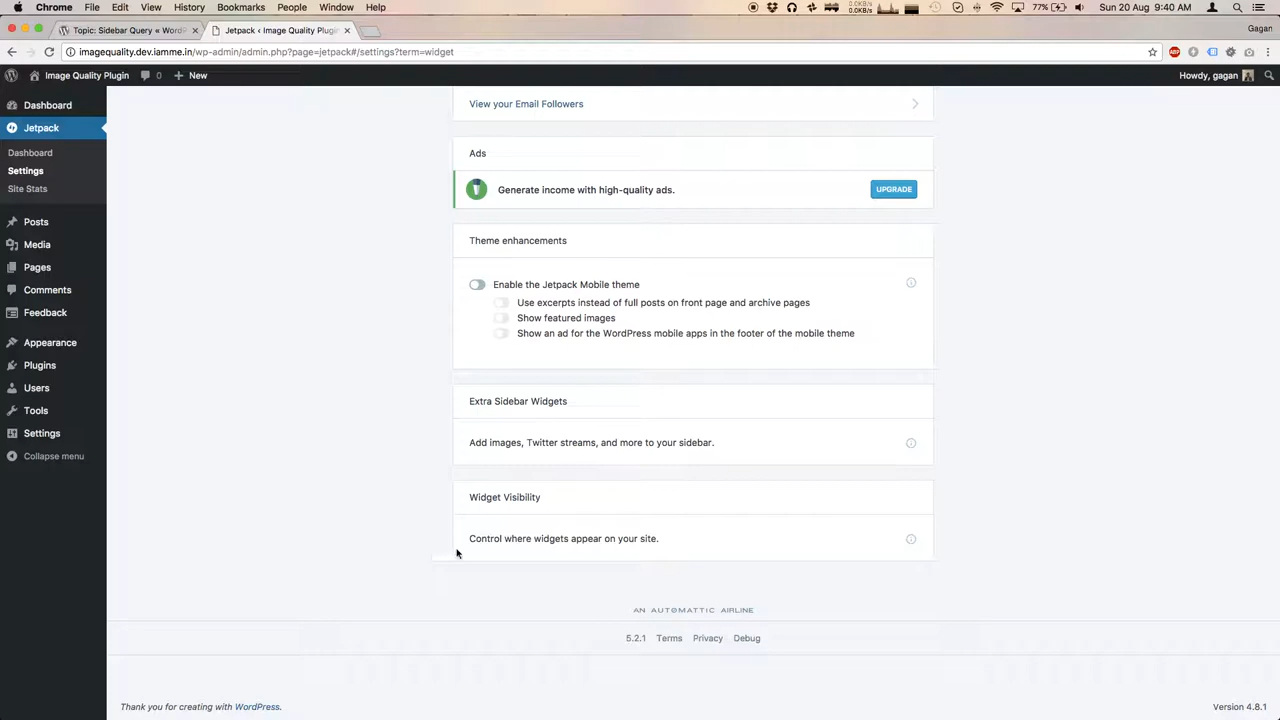 Chrome File Edit View History Bookmarks People Window Help 0.0KB/s 0.0KB/s 77% Sun 20 Aug 9:40 AM
Topic: Sidebar Query « WordP Jetpack ‹ Image Quality Plugin Gagan
imagequality.dev.iamme.in/wp-admin/admin.php?page=jetpack#/settings?term=widget ABP
Image Quality Plugin 0 New Howdy, gagan
Dashboard
Jetpack
Dashboard
Settings
Site Stats
Posts
Media
Pages
Comments
Feedback
Appearance
Plugins
Users
Tools
Settings
Collapse menu
View your Email Followers
Ads
Generate income with high-quality ads. UPGRADE
Theme enhancements
Enable the Jetpack Mobile theme
Use excerpts instead of full posts on front page and archive pages
Show featured images
Show an ad for the WordPress mobile apps in the footer of the mobile theme
Extra Sidebar Widgets
Add images, Twitter streams, and more to your sidebar.
Widget Visibility
Control where widgets appear on your site.
AN AUTOMATTIC AIRLINE
5.2.1 Terms Privacy Debug
Thank you for creating with WordPress. Version 4.8.1